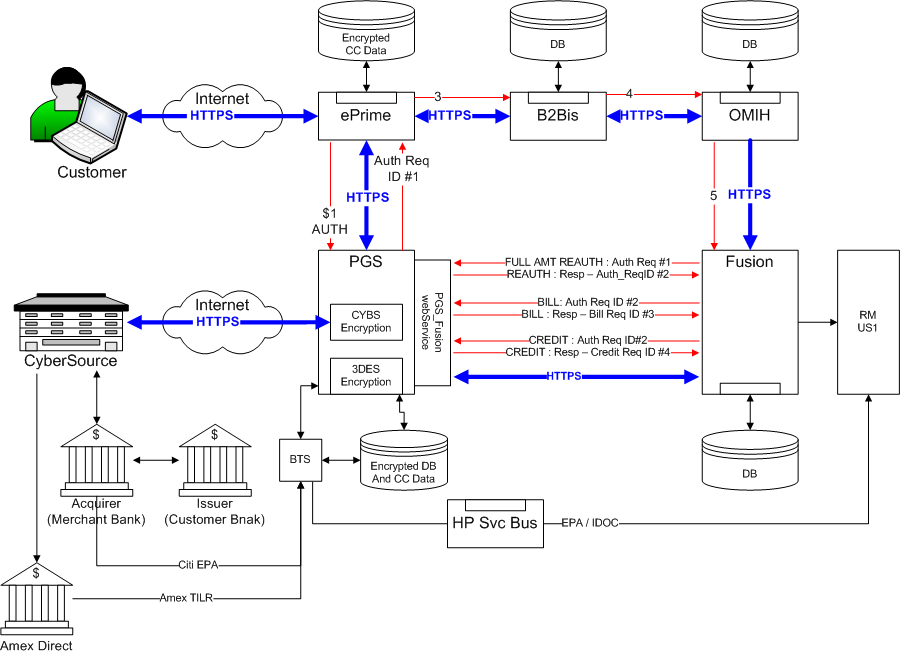 Encrypted
CC Data
DB
DB
Internet
HTTPS
ePrime
3
HTTPS
B2Bis
4
HTTPS
OMIH
Customer
Auth Req
ID #1
HTTPS
$1
AUTH
5
HTTPS
PGS
PGS_Fusion
webService
FULL AMT REAUTH : Auth Req #1
REAUTH : Resp – Auth_ReqID #2
Fusion
Internet
HTTPS
CYBS
Encryption
BILL: Auth Req ID #2
BILL : Resp – Bill Req ID #3
RM
US1
CREDIT : Auth Req ID#2
CREDIT : Resp – Credit Req ID #4
CyberSource
3DES
Encryption
HTTPS
$
$
BTS
Encrypted DB
And CC Data
DB
Acquirer
(Merchant Bank)
Issuer
(Customer Bnak)
HP Svc Bus
EPA / IDOC
Citi EPA
$
Amex TILR
Amex Direct